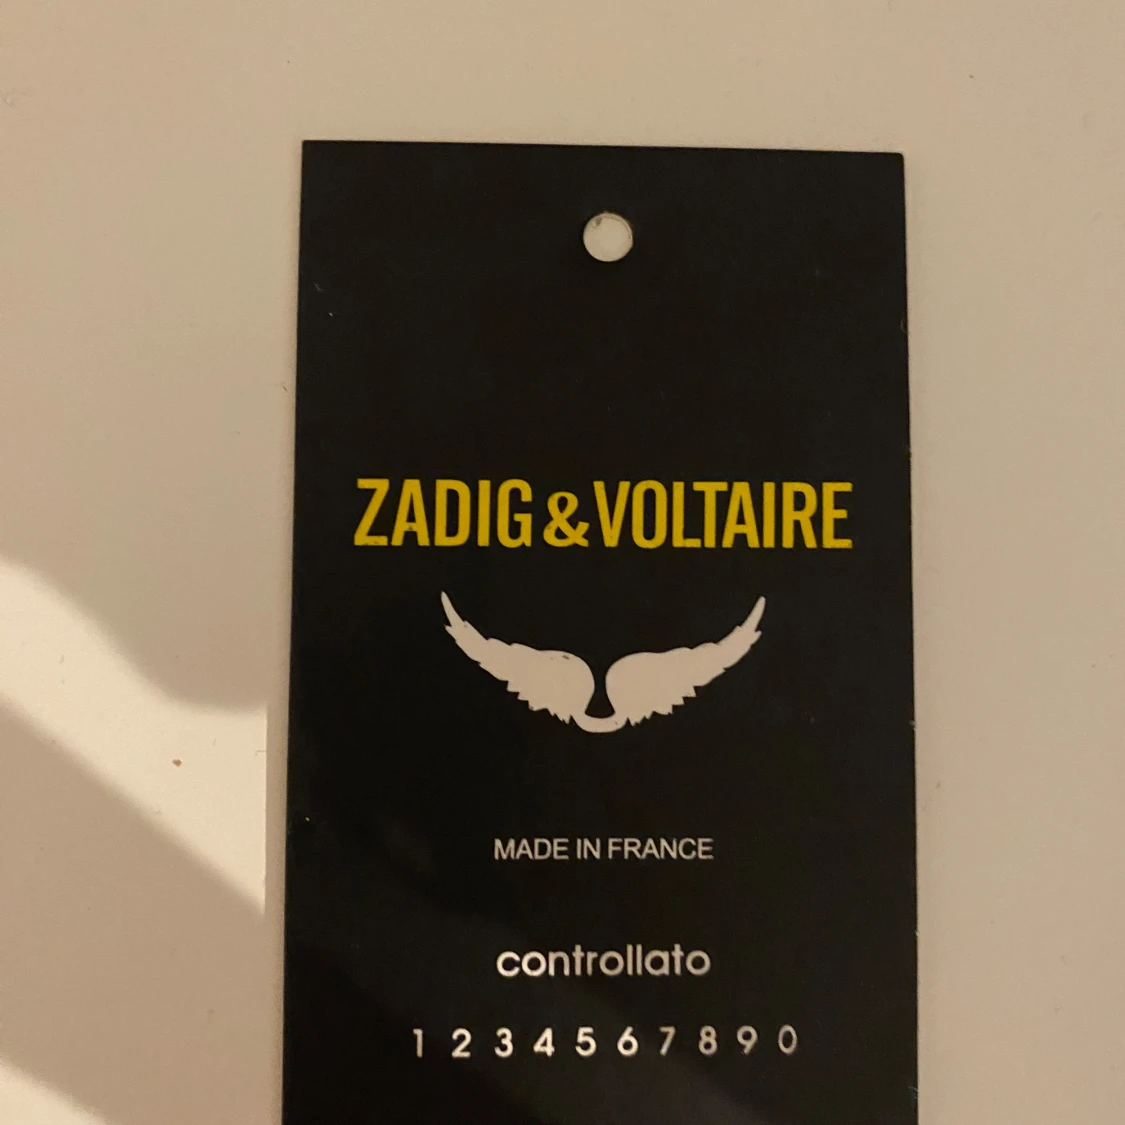 ZADIG&VOLTAIRE
MADE IN FRANCE
controllato
1 2 3 4 5 6 7 8 9 0